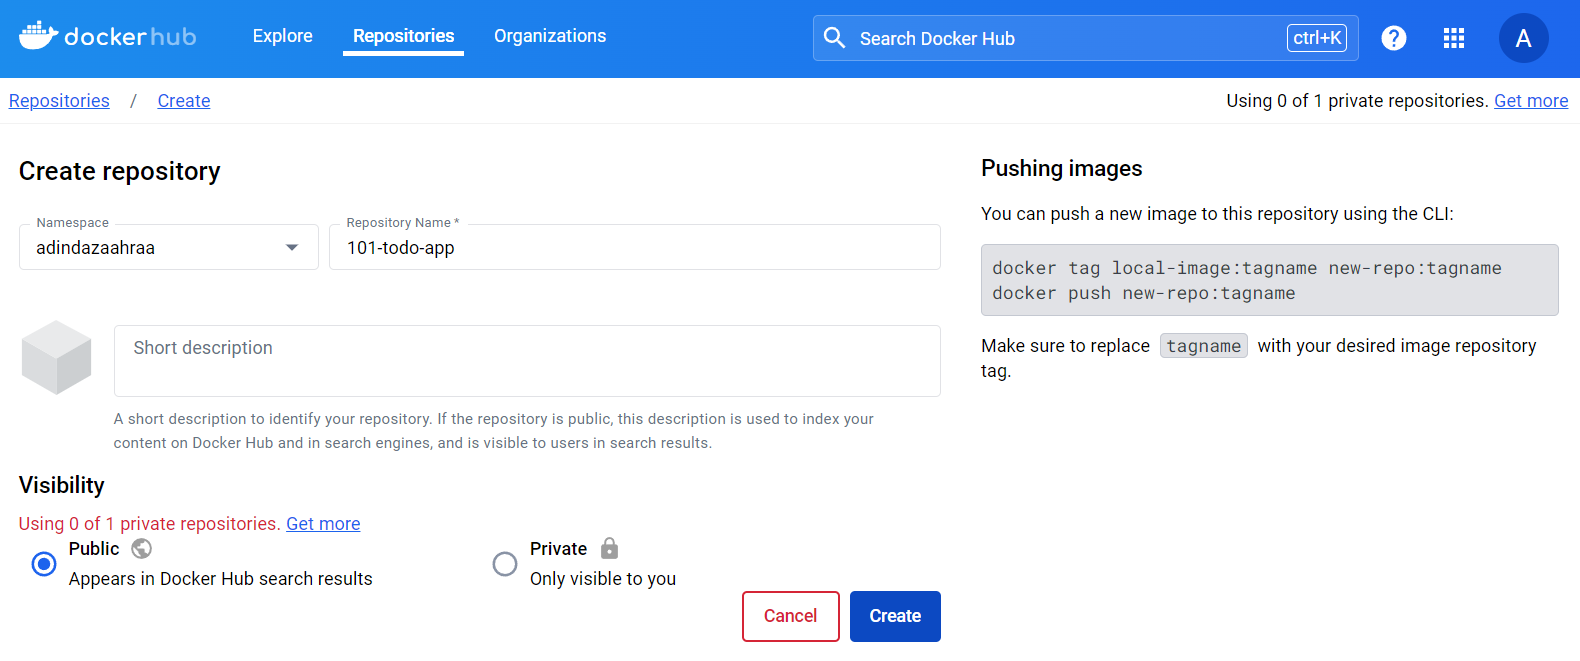 dockerhub
Explore
Repositories
Organizations
Search Docker Hub
ctrl+K
?
A
Repositories / Create
Using 0 of 1 private repositories. Get more
Create repository
Namespace
adindazaahraa
Repository Name *
101-todo-app
Short description
A short description to identify your repository. If the repository is public, this description is used to index your
content on Docker Hub and in search engines, and is visible to users in search results.
Visibility
Using 0 of 1 private repositories. Get more
Public
Appears in Docker Hub search results
Private
Only visible to you
Cancel
Create
Pushing images
You can push a new image to this repository using the CLI:
docker tag local-image:tagname new-repo:tagname
docker push new-repo:tagname
Make sure to replace tagname with your desired image repository
tag.